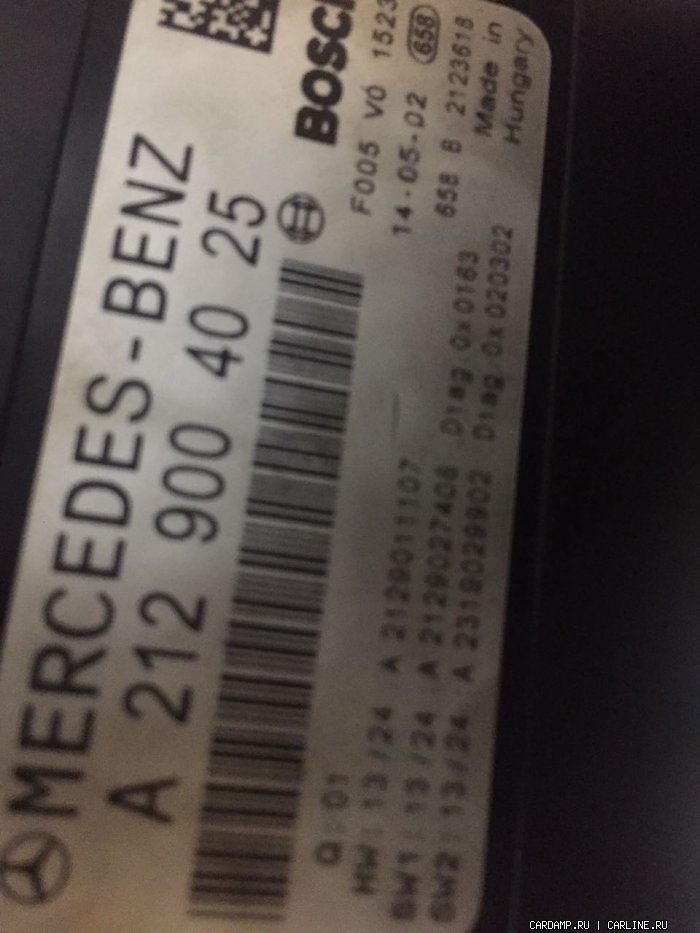 MERCEDES-BENZ
A 212 900 40 25
BOSCH
F005 V0 1523
14-05-02 658
658 B 2123618
Made in
Hungary
Q: 01
HW: 13/24 A 2129011107
SW1: 13/24 A 2129027408 Diag 0x0163
SW2: 13/24 A 2319029902 Diag 0x020302
CARDAMP.RU | CARLINE.RU